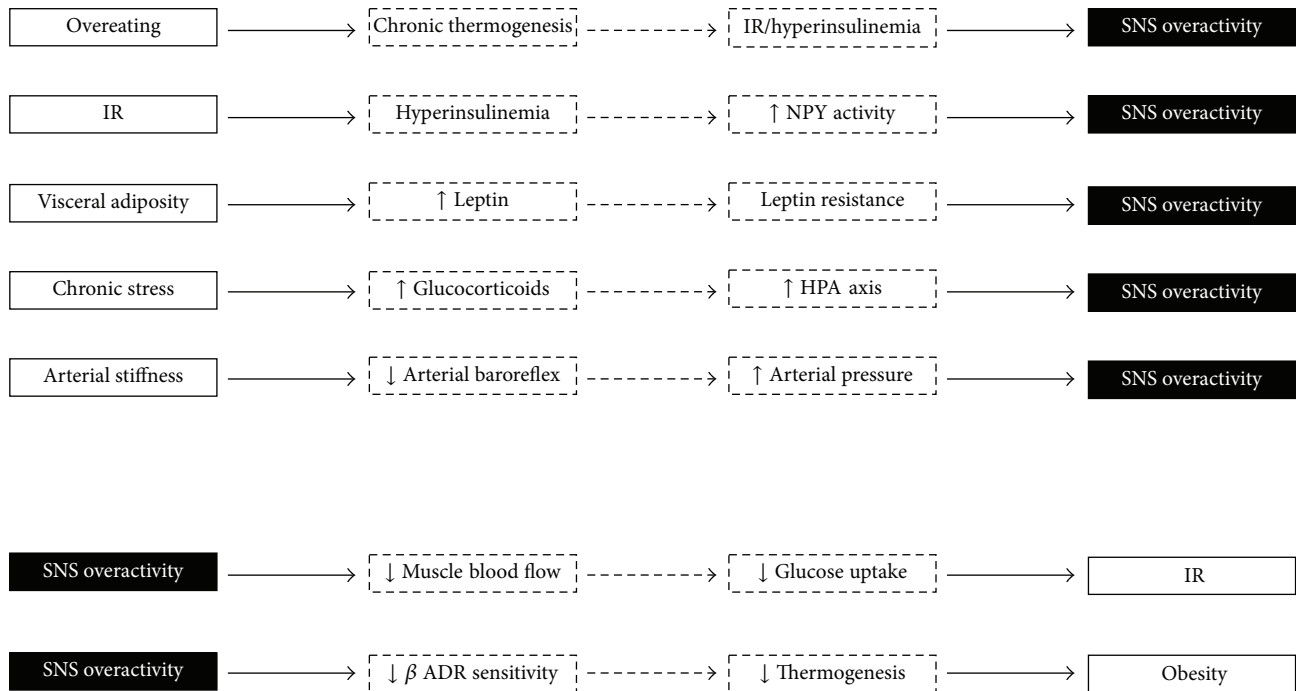 Overeating Chronic thermogenesis IR/hyperinsulinemia SNS overactivity
IR Hyperinsulinemia ↑ NPY activity SNS overactivity
Visceral adiposity ↑ Leptin Leptin resistance SNS overactivity
Chronic stress ↑ Glucocorticoids ↑ HPA axis SNS overactivity
Arterial stiffness ↓ Arterial baroreflex ↑ Arterial pressure SNS overactivity
SNS overactivity ↓ Muscle blood flow ↓ Glucose uptake IR
SNS overactivity ↓ β ADR sensitivity ↓ Thermogenesis Obesity